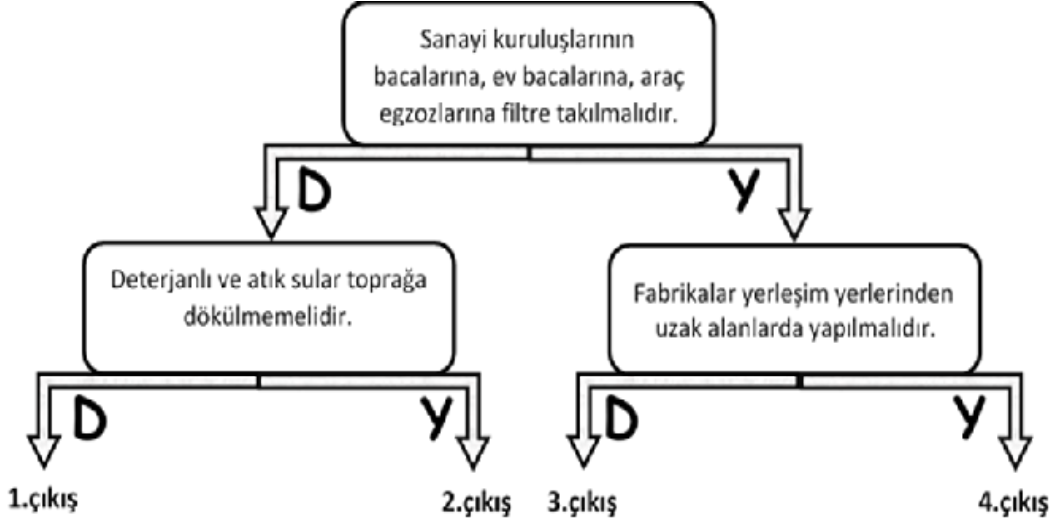 Sanayi kuruluşlarının
bacalarına, ev bacalarına, araç
egzozlarına filtre takılmalıdır.
D
Y
Deterjanlı ve atık sular toprağa
dökülmemelidir.
Fabrikalar yerleşim yerlerinden
uzak alanlarda yapılmalıdır.
D
Y
D
Y
1.çıkış
2.çıkış
3.çıkış
4.çıkış